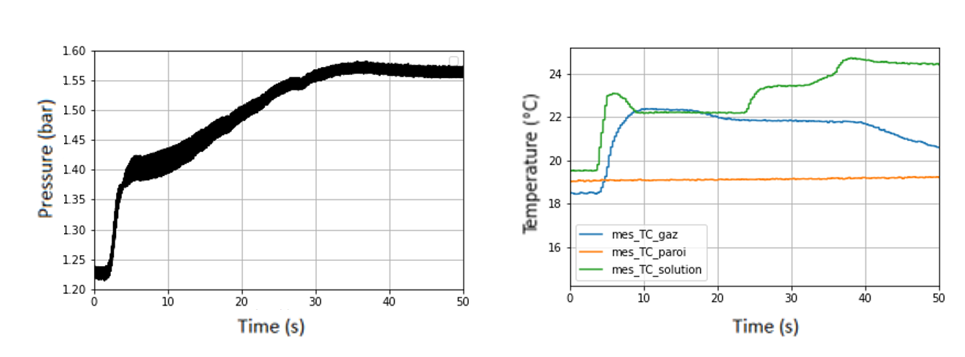 1.60
1.55
1.50
1.45
1.40
1.35
1.30
1.25
1.20
Pressure (bar)
0 10 20 30 40 50
Time (s)
24
22
20
18
16
Temperature (°C)
mes_TC_gaz
mes_TC_paroi
mes_TC_solution
0 10 20 30 40 50
Time (s)